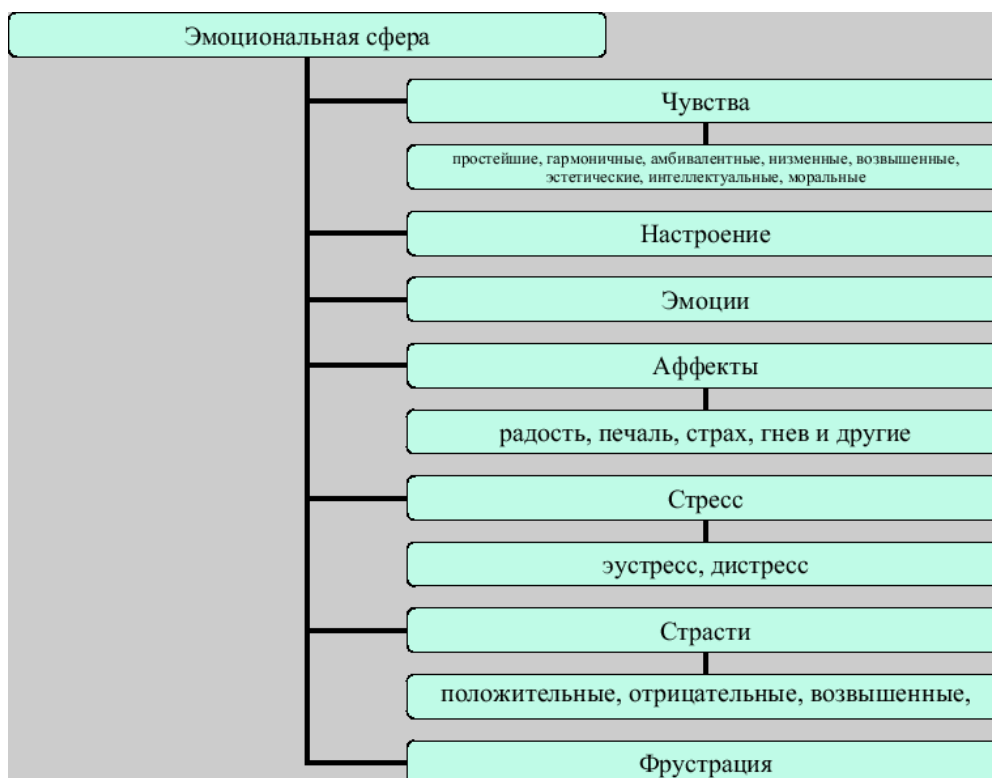 Эмоциональная сфера
Чувства
простейшие, гармоничные, амбивалентные, низменные, возвышенные,
эстетические, интеллектуальные, моральные
Настроение
Эмоции
Аффекты
радость, печаль, страх, гнев и другие
Стресс
эустресс, дистресс
Страсти
положительные, отрицательные, возвышенные,
Фрустрация